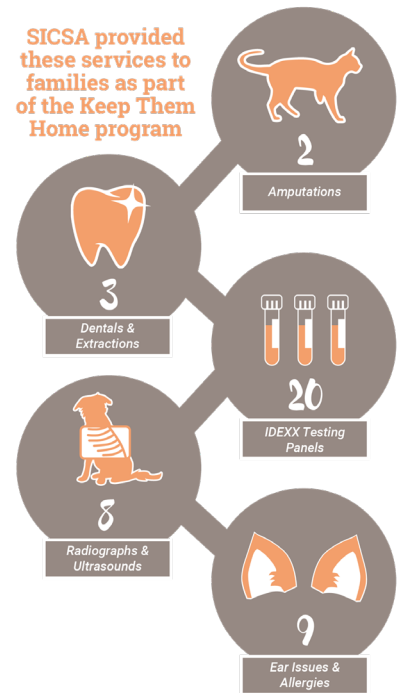 SICSA provided
these services to
families as part
of the Keep Them
Home program
2
Amputations
3
Dentals &
Extractions
20
IDEXX Testing
Panels
8
Radiographs &
Ultrasounds
9
Ear Issues &
Allergies